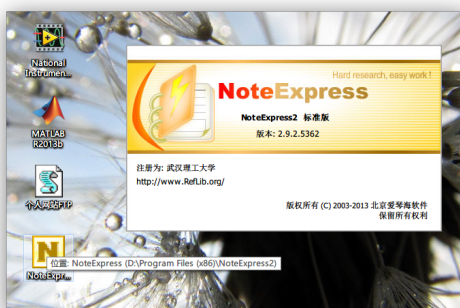 National
Instrumen...
MATLAB
R2013b
个人网站FTP
NoteExpr...
Hard research, easy work !
NoteExpress
NoteExpress2 标准版
版本: 2.9.2.5362
注册为: 武汉理工大学
http://www.RefLib.org/
版权所有 (C) 2003-2013 北京爱琴海软件
保留所有权利
位置: NoteExpress (D:\Program Files (x86)\NoteExpress2)